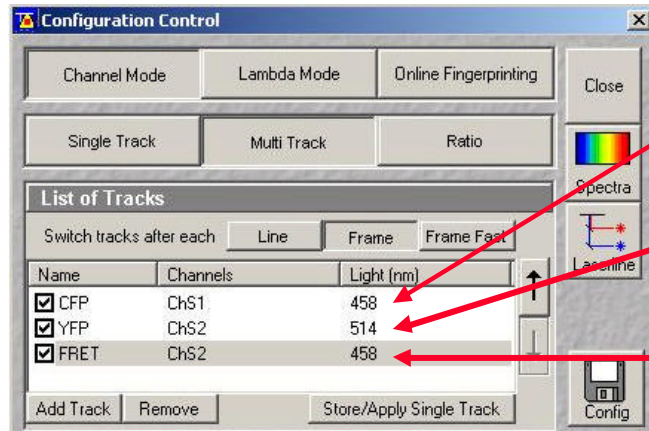 Configuration Control
Channel Mode Lambda Mode Online Fingerprinting
Close
Single Track Multi Track Ratio
Spectra
List of Tracks
Switch tracks after each Line Frame Frame Fast
Laserline
Name Channels Light (nm)
CFP ChS1 458
YFP ChS2 514
FRET ChS2 458
Add Track Remove Store/Apply Single Track
Config